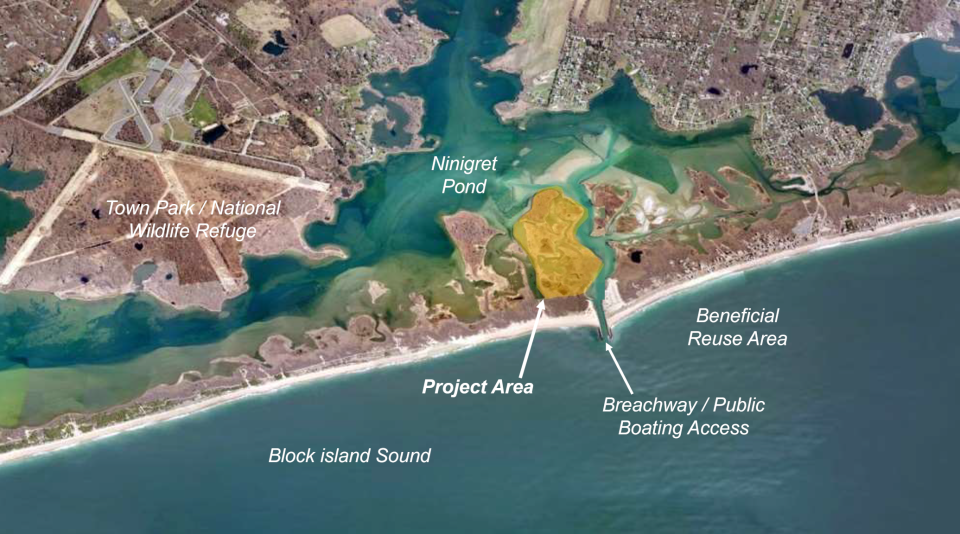 Ninigret
Pond
Town Park / National
Wildlife Refuge
Beneficial
Reuse Area
Project Area
Breachway / Public
Boating Access
Block island Sound